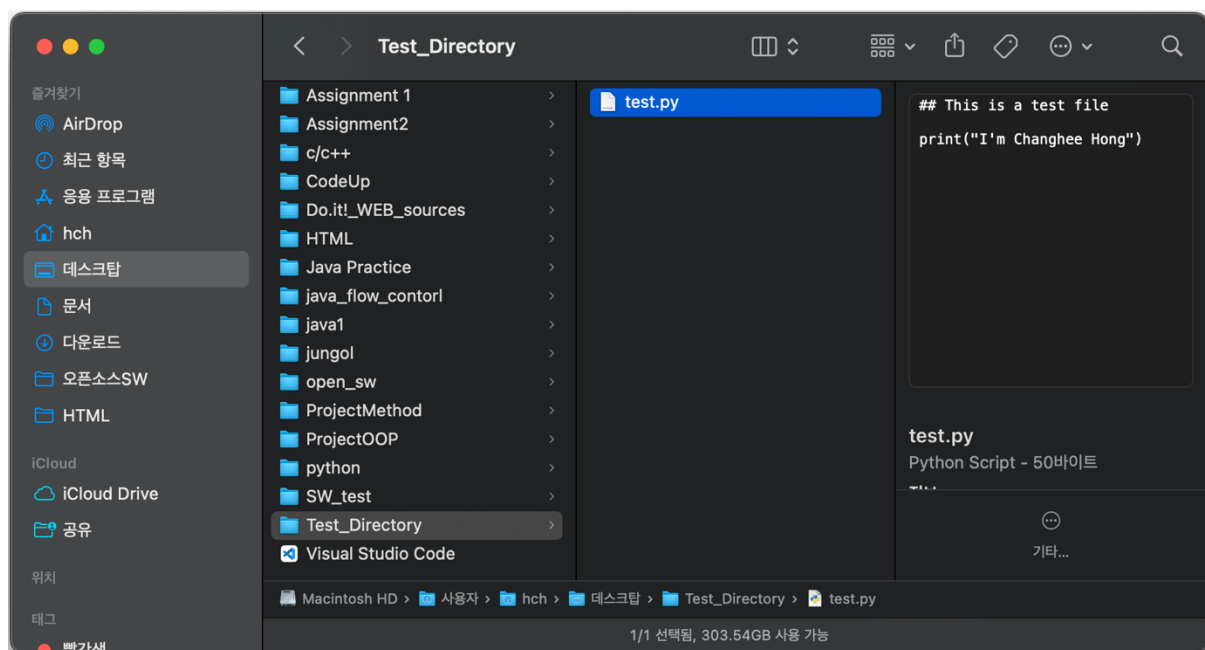 Test_Directory
즐겨찾기
AirDrop
최근 항목
응용 프로그램
hch
데스크탑
문서
다운로드
오픈소스SW
HTML
iCloud
iCloud Drive
공유
위치
태그
빨간색
Assignment 1
Assignment2
c/c++
CodeUp
Do.it!_WEB_sources
HTML
Java Practice
java_flow_contorl
java1
jungol
open_sw
ProjectMethod
ProjectOOP
python
SW_test
Test_Directory
Visual Studio Code
test.py
## This is a test file
print("I'm Changhee Hong")
test.py
Python Script - 50바이트
기타...
Macintosh HD › 사용자 › hch › 데스크탑 › Test_Directory › test.py
1/1 선택됨, 303.54GB 사용 가능